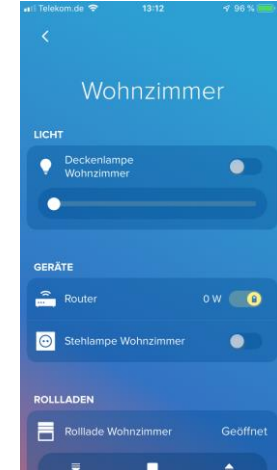 Telekom.de 13:12 96 %
Wohnzimmer
LICHT
Deckenlampe
Wohnzimmer
GERÄTE
Router 0 W
Stehlampe Wohnzimmer
ROLLLADEN
Rolllade Wohnzimmer Geöffnet